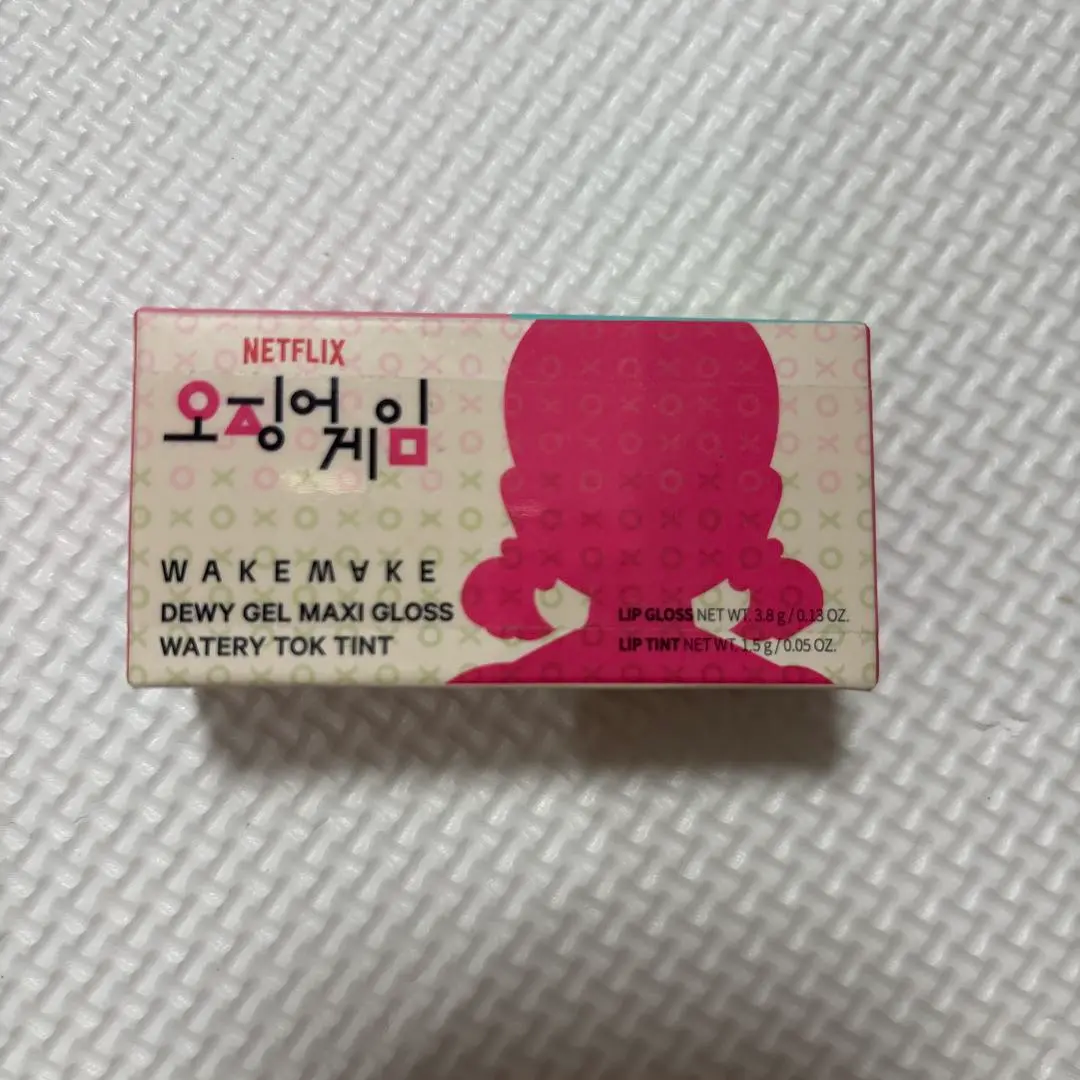 NETFLIX
오징어게임
WAKEMAKE
DEWY GEL MAXI GLOSS
WATERY TOK TINT
LIP GLOSS NET WT. 3.8 g / 0.13 OZ.
LIP TINT NET WT. 1.5 g / 0.05 OZ.